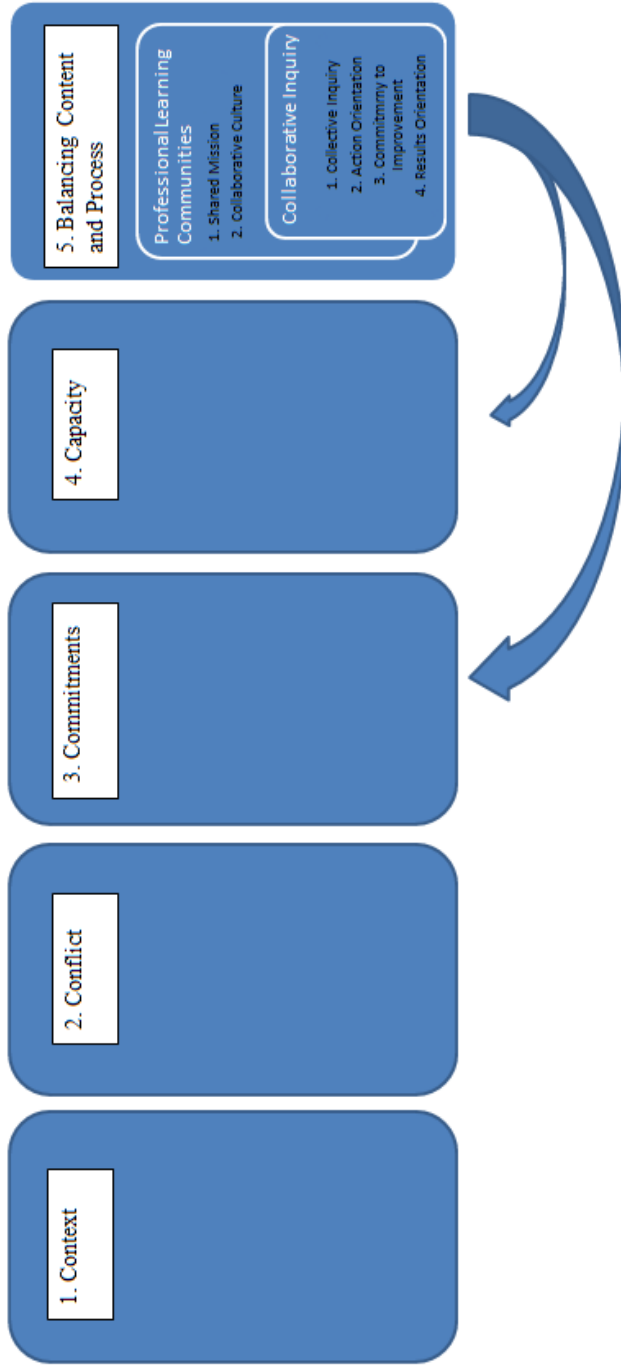 1. Context
2. Conflict
3. Commitments
4. Capacity
5. Balancing Content
and Process
Professional Learning
Communities
1. Shared Mission
2. Collaborative Culture
Collaborative Inquiry
1. Collective Inquiry
2. Action Orientation
3. Commitmrny to
Improvement
4. Results Orientation